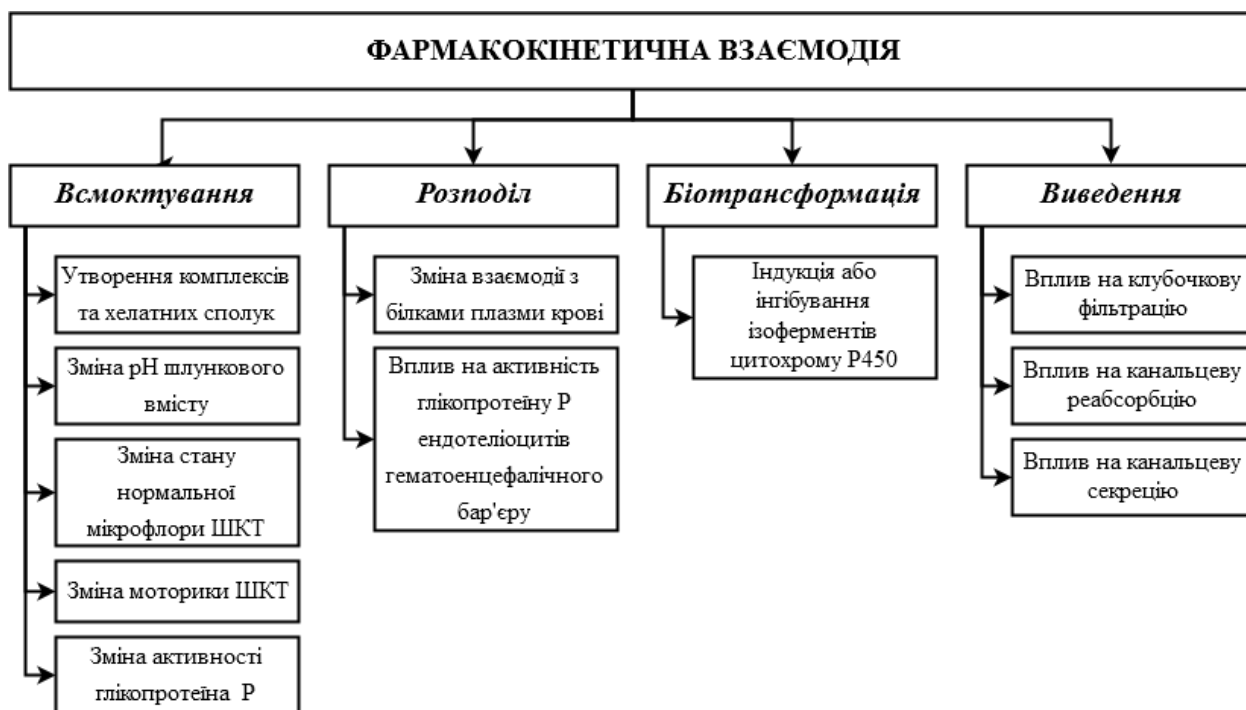 ФАРМАКОКІНЕТИЧНА ВЗАЄМОДІЯ
Всмоктування
Утворення комплексів
та хелатних сполук
Зміна pH шлункового
вмісту
Зміна стану
нормальної
мікрофлори ШКТ
Зміна моторики ШКТ
Зміна активності
глікопротеїна Р
Розподіл
Зміна взаємодії з
білками плазми крові
Вплив на активність
глікопротеїну Р
ендотеліоцитів
гематоенцефалічного
бар'єру
Біотрансформація
Індукція або
інгібування
ізоферментів
цитохрому Р450
Виведення
Вплив на клубочкову
фільтрацію
Вплив на канальцеву
реабсорбцію
Вплив на канальцеву
секрецію